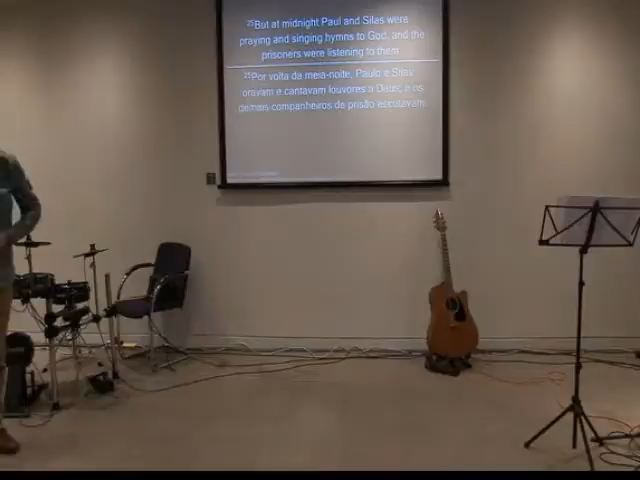 25But at midnight Paul and Silas were
praying and singing hymns to God, and the
prisoners were listening to them.
25Por volta da meia-noite, Paulo e Silas
oravam e cantavam louvores a Deus, e os
demais companheiros de prisão escutavam.